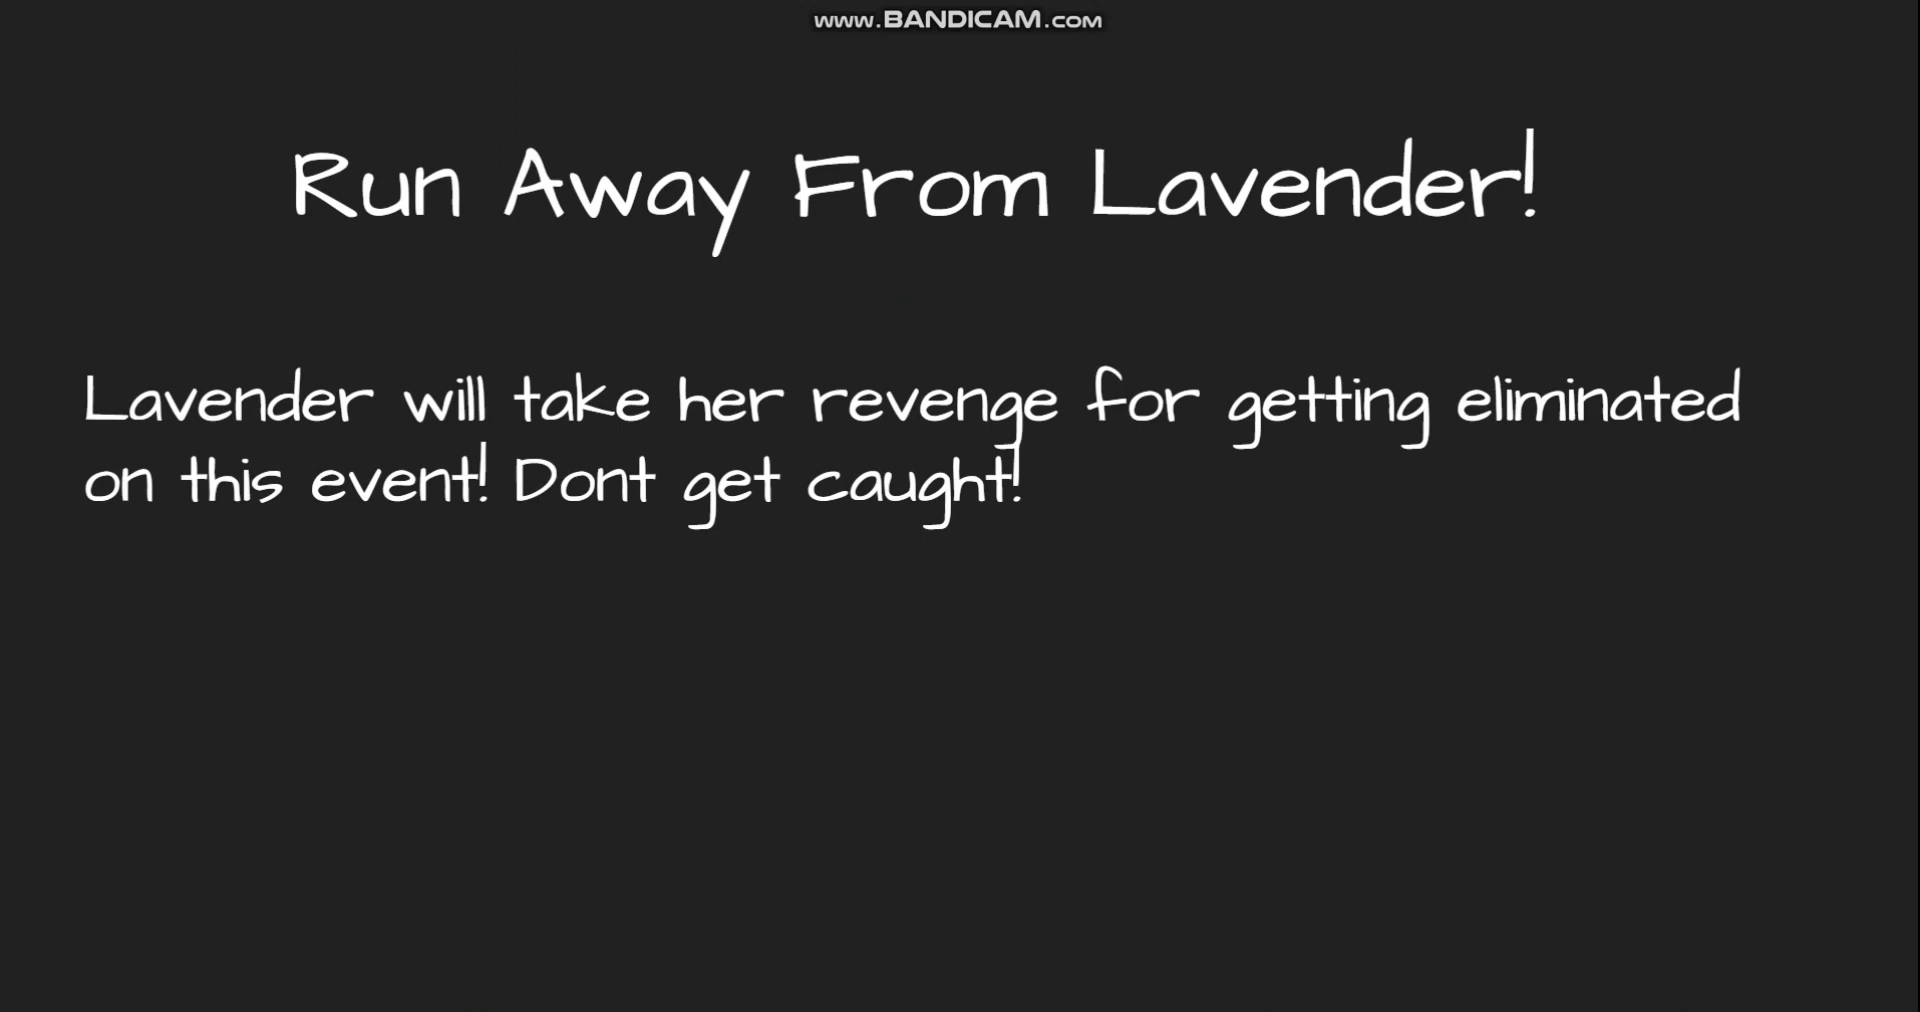 www.BANDICAM.com
Run Away From Lavender!
Lavender will take her revenge for getting eliminated
on this event! Dont get caught!